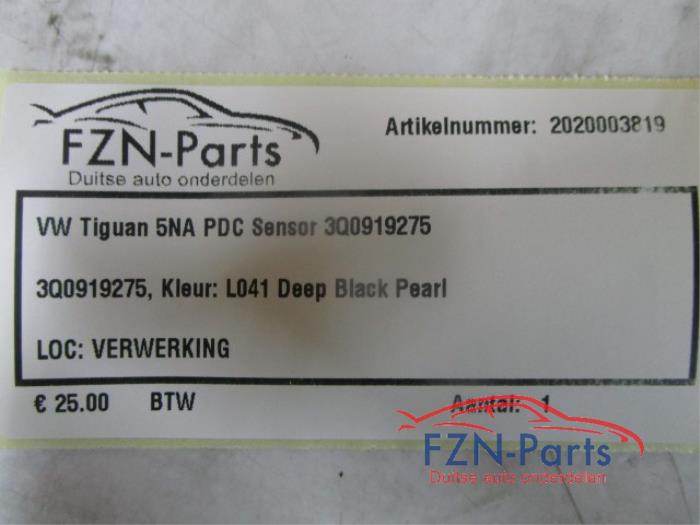 FZN-Parts
Duitse auto onderdelen
Artikelnummer: 2020003819
VW Tiguan 5NA PDC Sensor 3Q0919275
3Q0919275, Kleur: L041 Deep Black Pearl
LOC: VERWERKING
€ 25.00 BTW Aantal: 1
FZN-Parts
Duitse auto onderdelen